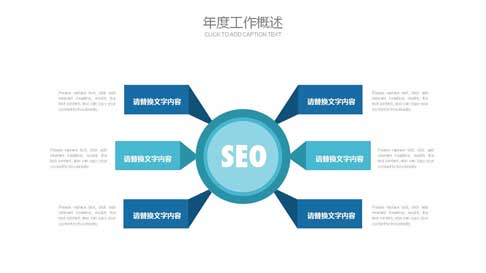 年度工作概述
CLICK TO ADD CAPTION TEXT
请替换文字内容
请替换文字内容
Please replace text, click add
relevant headline, modify the
text content, also can copy your
content to this directly.
Please replace text, click add
relevant headline, modify the
text content, also can copy your
content to this directly.
请替换文字内容
SEO
请替换文字内容
Please replace text, click add
relevant headline, modify the
text content, also can copy your
content to this directly.
Please replace text, click add
relevant headline, modify the
text content, also can copy your
content to this directly.
请替换文字内容
请替换文字内容
Please replace text, click add
relevant headline, modify the
text content, also can copy your
content to this directly.
Please replace text, click add
relevant headline, modify the
text content, also can copy your
content to this directly.